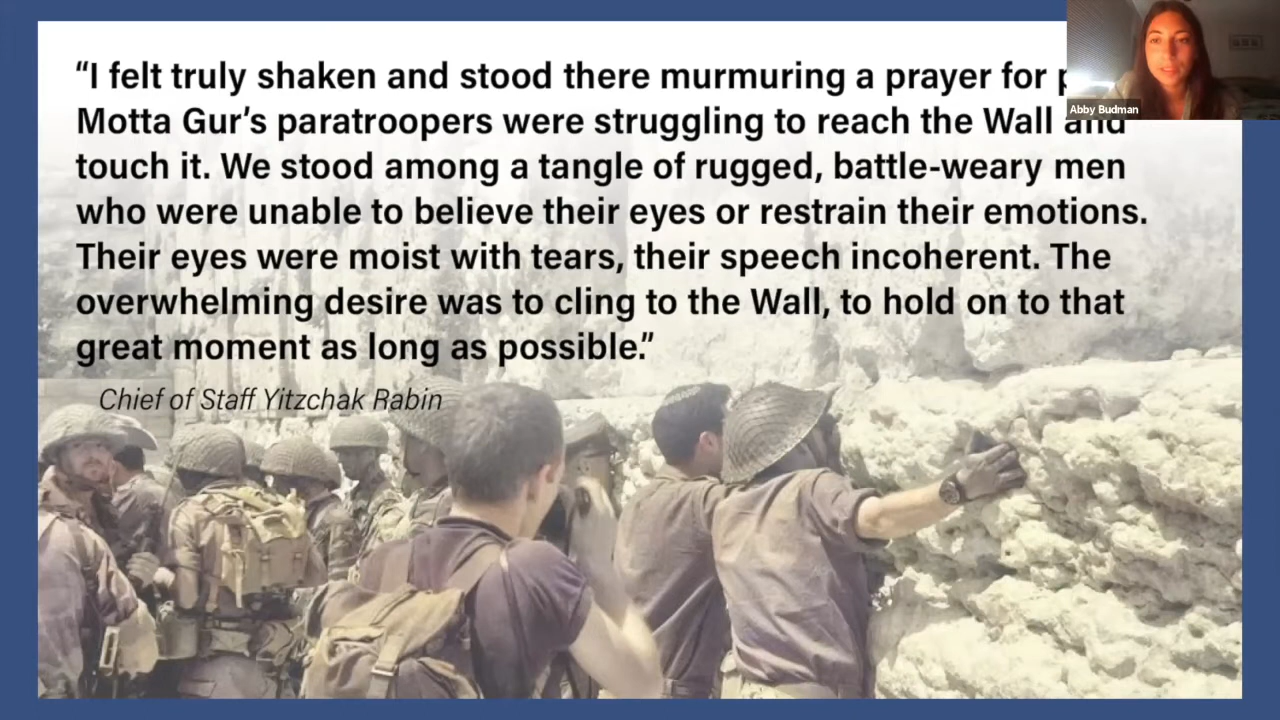 “I felt truly shaken and stood there murmuring a prayer for
Motta Gur’s paratroopers were struggling to reach the Wall and
touch it. We stood among a tangle of rugged, battle-weary men
who were unable to believe their eyes or restrain their emotions.
Their eyes were moist with tears, their speech incoherent. The
overwhelming desire was to cling to the Wall, to hold on to that
great moment as long as possible.”
Chief of Staff Yitzchak Rabin
Abby Budman